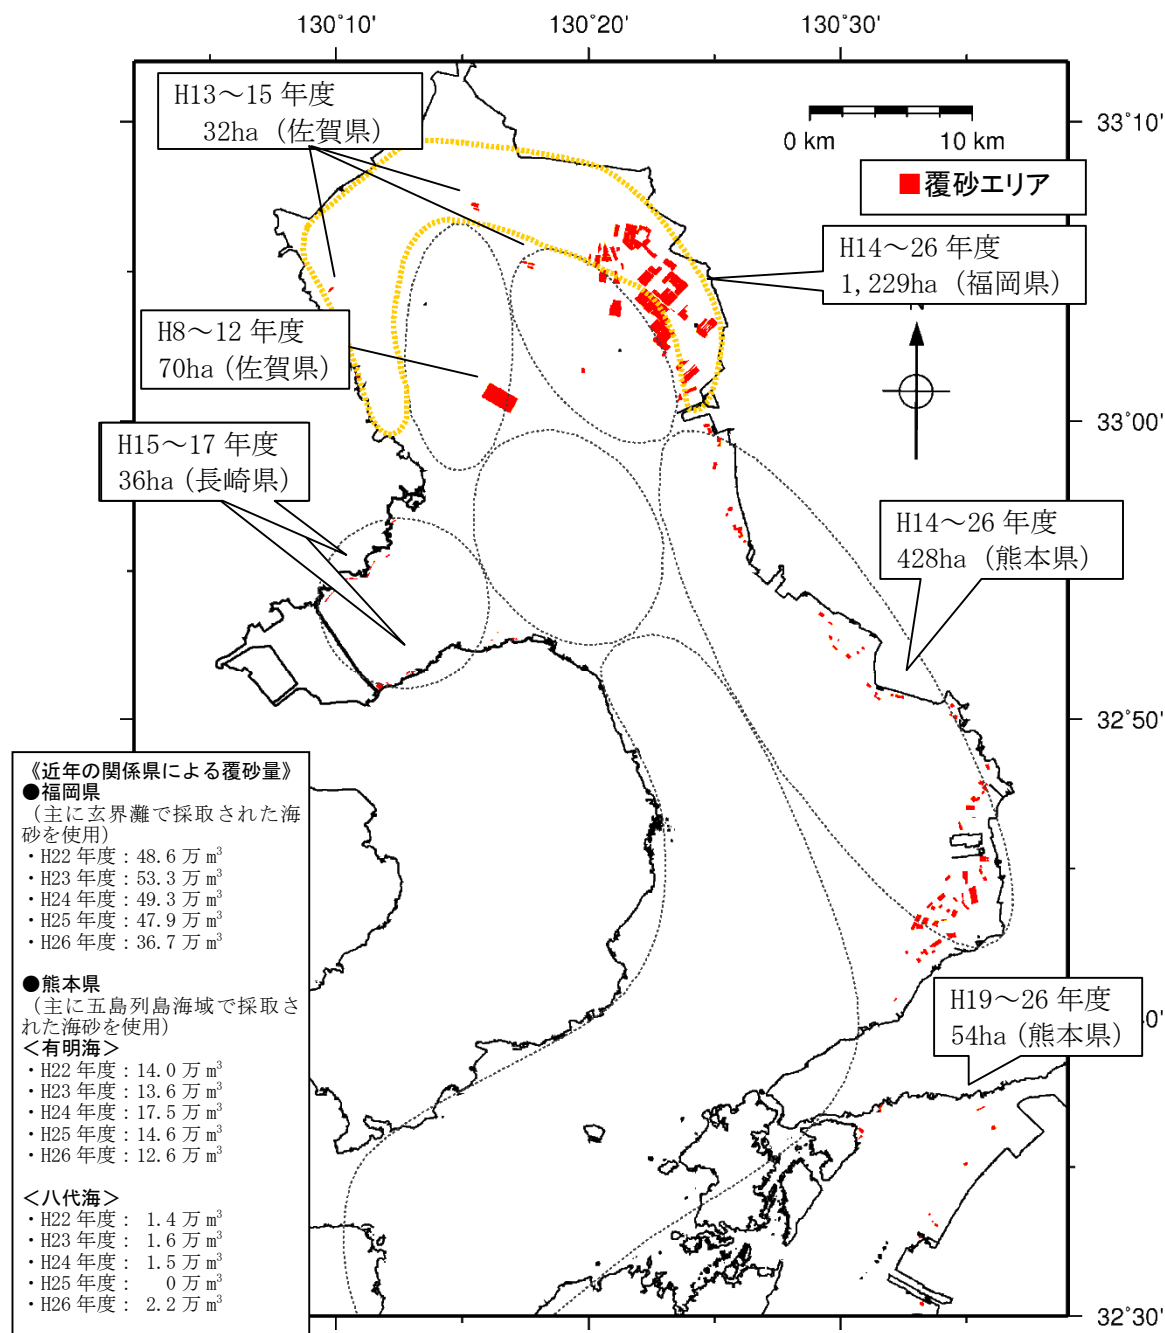 130°10'
130°20'
130°30'
H13～15 年度
32ha (佐賀県)
0 km
10 km
33°10'
覆砂エリア
H14～26 年度
1,229ha (福岡県)
H8～12 年度
70ha (佐賀県)
33°00'
H15～17 年度
36ha (長崎県)
H14～26 年度
428ha (熊本県)
32°50'
《近年の関係県による覆砂量》
●福岡県
（主に玄界灘で採取された海
砂を使用）
・H22 年度：48.6 万 m³
・H23 年度：53.3 万 m³
・H24 年度：49.3 万 m³
・H25 年度：47.9 万 m³
・H26 年度：36.7 万 m³
●熊本県
（主に五島列島海域で採取さ
れた海砂を使用）
＜有明海＞
・H22 年度：14.0 万 m³
・H23 年度：13.6 万 m³
・H24 年度：17.5 万 m³
・H25 年度：14.6 万 m³
・H26 年度：12.6 万 m³
＜八代海＞
・H22 年度： 1.4 万 m³
・H23 年度： 1.6 万 m³
・H24 年度： 1.5 万 m³
・H25 年度： 0 万 m³
・H26 年度： 2.2 万 m³
H19～26 年度
54ha (熊本県)
0'
32°30'